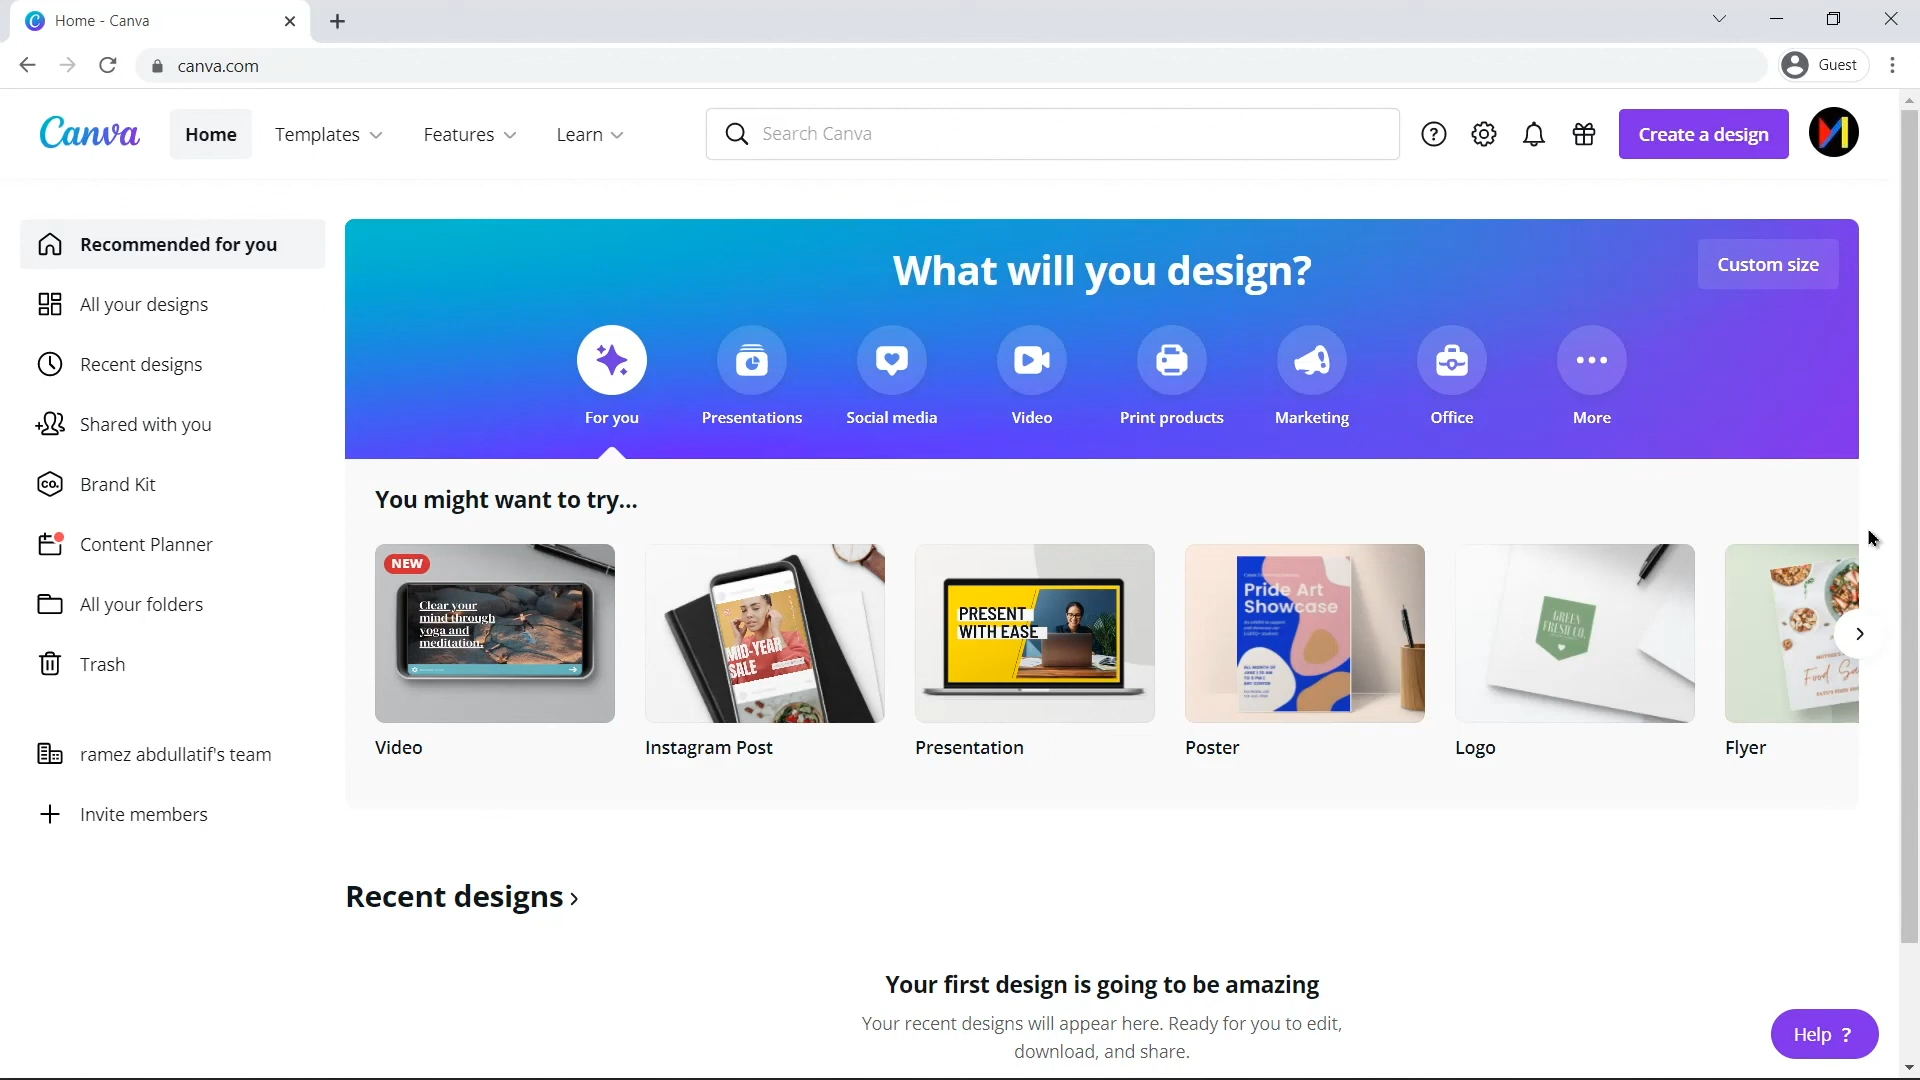 Home - Canva
canva.com
Guest
Canva
Home
Templates
Features
Learn
Search Canva
Create a design
Recommended for you
All your designs
Recent designs
Shared with you
Brand Kit
Content Planner
All your folders
Trash
ramez abdullatif's team
Invite members
What will you design?
Custom size
For you
Presentations
Social media
Video
Print products
Marketing
Office
More
You might want to try...
NEW
Clear your
mind through
yoga and
meditation.
MID-YEAR
SALE
PRESENT
WITH EASE
Pride Art
Showcase
GREEN
FRESH CO.
Video
Instagram Post
Presentation
Poster
Logo
Flyer
Recent designs
Your first design is going to be amazing
Your recent designs will appear here. Ready for you to edit,
download, and share.
Help ?